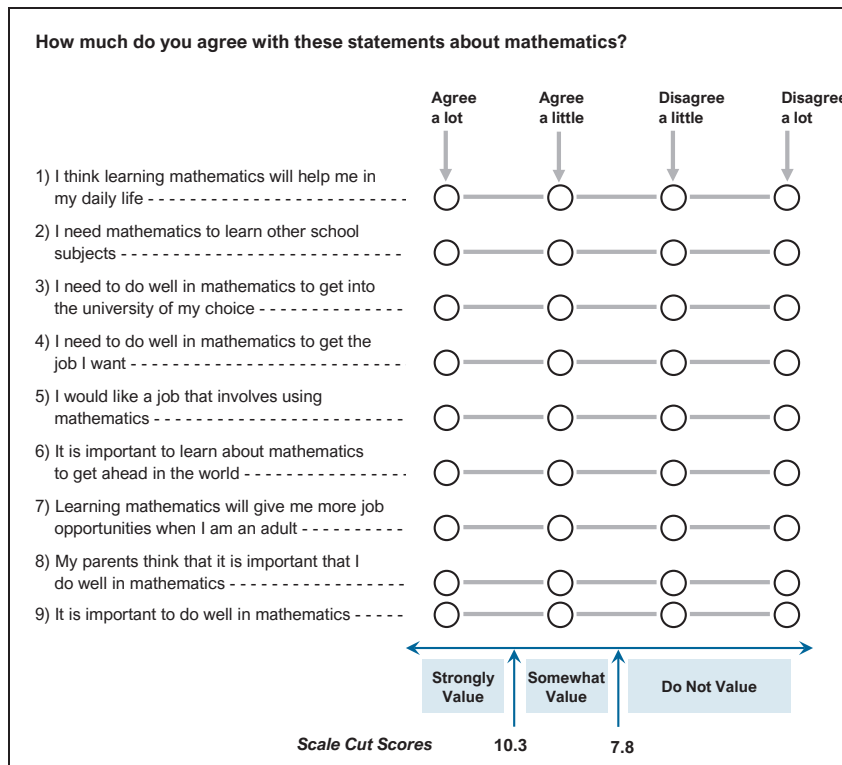 How much do you agree with these statements about mathematics?
Agree a lot
Agree a little
Disagree a little
Disagree a lot
1) I think learning mathematics will help me in
my daily life - - - - - - - - - - - - - - - - - - - - - - - - - -
2) I need mathematics to learn other school
subjects - - - - - - - - - - - - - - - - - - - - - - - - - - - - -
3) I need to do well in mathematics to get into
the university of my choice - - - - - - - - - - - - - - -
4) I need to do well in mathematics to get the
job I want - - - - - - - - - - - - - - - - - - - - - - - - - - -
5) I would like a job that involves using
mathematics - - - - - - - - - - - - - - - - - - - - - - - - -
6) It is important to learn about mathematics
to get ahead in the world - - - - - - - - - - - - - - - -
7) Learning mathematics will give me more job
opportunities when I am an adult - - - - - - - - - -
8) My parents think that it is important that I
do well in mathematics - - - - - - - - - - - - - - - - - -
9) It is important to do well in mathematics - - - - -
Strongly Value
Somewhat Value
Do Not Value
Scale Cut Scores 10.3 7.8